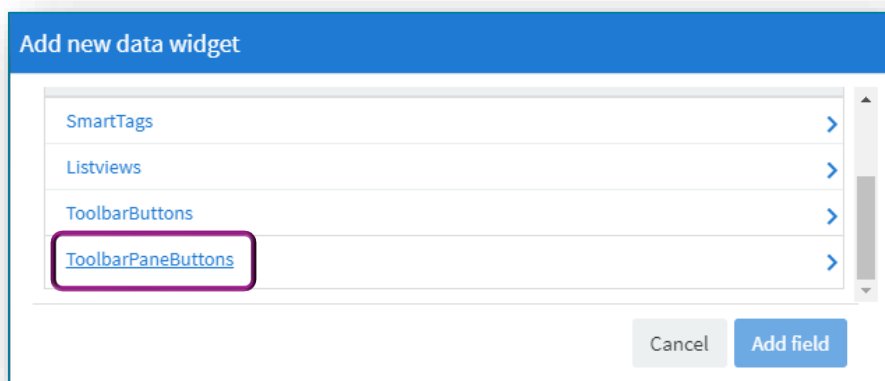 Add new data widget
SmartTags
Listviews
ToolbarButtons
ToolbarPaneButtons
Cancel Add field